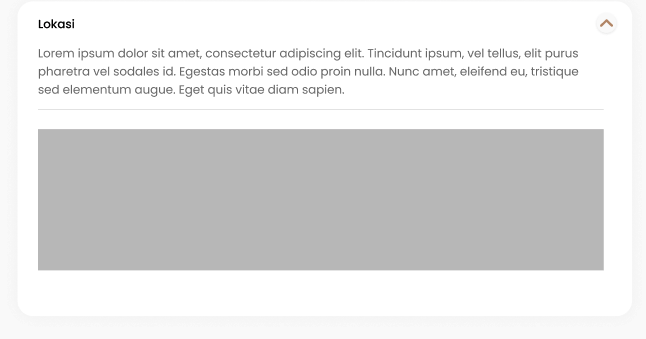 Lokasi
Lorem ipsum dolor sit amet, consectetur adipiscing elit. Tincidunt ipsum, vel tellus, elit purus
pharetra vel sodales id. Egestas morbi sed odio proin nulla. Nunc amet, eleifend eu, tristique
sed elementum augue. Eget quis vitae diam sapien.